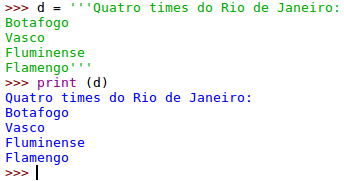 >>> d = '''Quatro times do Rio de Janeiro:
Botafogo
Vasco
Fluminense
Flamengo'''
>>> print (d)
Quatro times do Rio de Janeiro:
Botafogo
Vasco
Fluminense
Flamengo
>>>